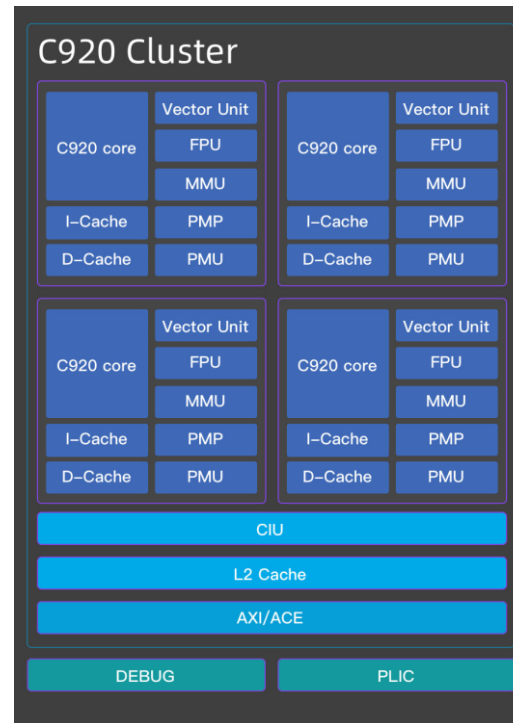 C920 Cluster
C920 core
Vector Unit
FPU
MMU
I-Cache
PMP
D-Cache
PMU
C920 core
Vector Unit
FPU
MMU
I-Cache
PMP
D-Cache
PMU
C920 core
Vector Unit
FPU
MMU
I-Cache
PMP
D-Cache
PMU
C920 core
Vector Unit
FPU
MMU
I-Cache
PMP
D-Cache
PMU
CIU
L2 Cache
AXI/ACE
DEBUG
PLIC